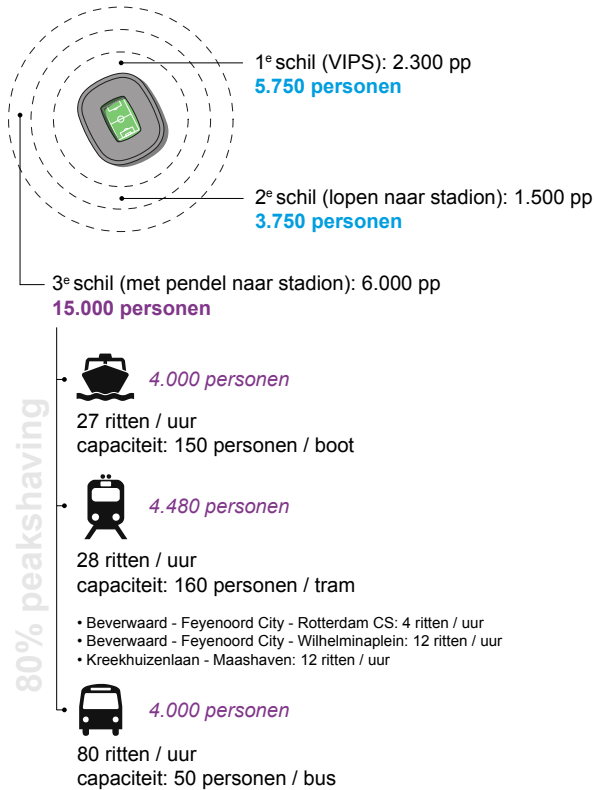 1e schil (VIPS): 2.300 pp
5.750 personen
2e schil (lopen naar stadion): 1.500 pp
3.750 personen
3e schil (met pendel naar stadion): 6.000 pp
15.000 personen
80% peakshaving
4.000 personen
27 ritten / uur
capaciteit: 150 personen / boot
4.480 personen
28 ritten / uur
capaciteit: 160 personen / tram
• Beverwaard - Feyenoord City - Rotterdam CS: 4 ritten / uur
• Beverwaard - Feyenoord City - Wilhelminaplein: 12 ritten / uur
• Kreekhuizenlaan - Maashaven: 12 ritten / uur
4.000 personen
80 ritten / uur
capaciteit: 50 personen / bus